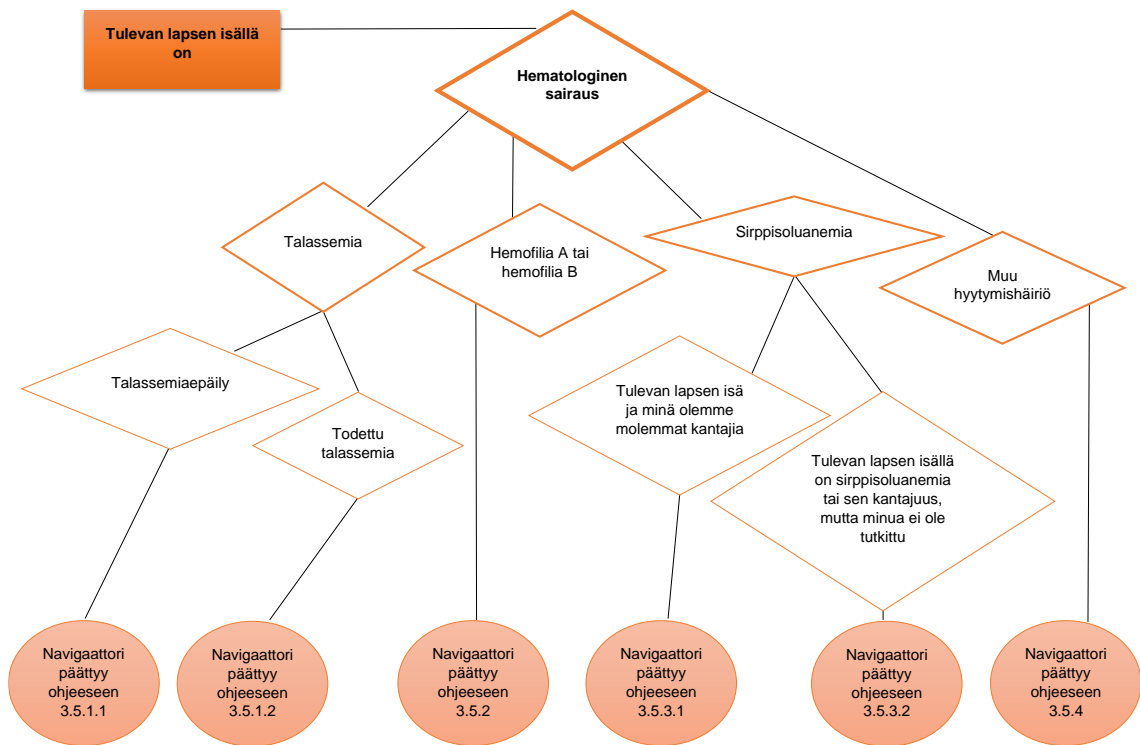 Tulevan lapsen isällä
on
Hematologinen
sairaus
Talassemia
Hemofilia A tai
hemofilia B
Sirppisoluanemia
Muu
hyytymishäiriö
Talassemiaepäily
Todettu
talassemia
Tulevan lapsen isä
ja minä olemme
molemmat kantajia
Tulevan lapsen isällä
on sirppisoluanemia
tai sen kantajuus,
mutta minua ei ole
tutkittu
Navigaattori
päättyy
ohjeeseen
3.5.1.1
Navigaattori
päättyy
ohjeeseen
3.5.1.2
Navigaattori
päättyy
ohjeeseen
3.5.2
Navigaattori
päättyy
ohjeeseen
3.5.3.1
Navigaattori
päättyy
ohjeeseen
3.5.3.2
Navigaattori
päättyy
ohjeeseen
3.5.4